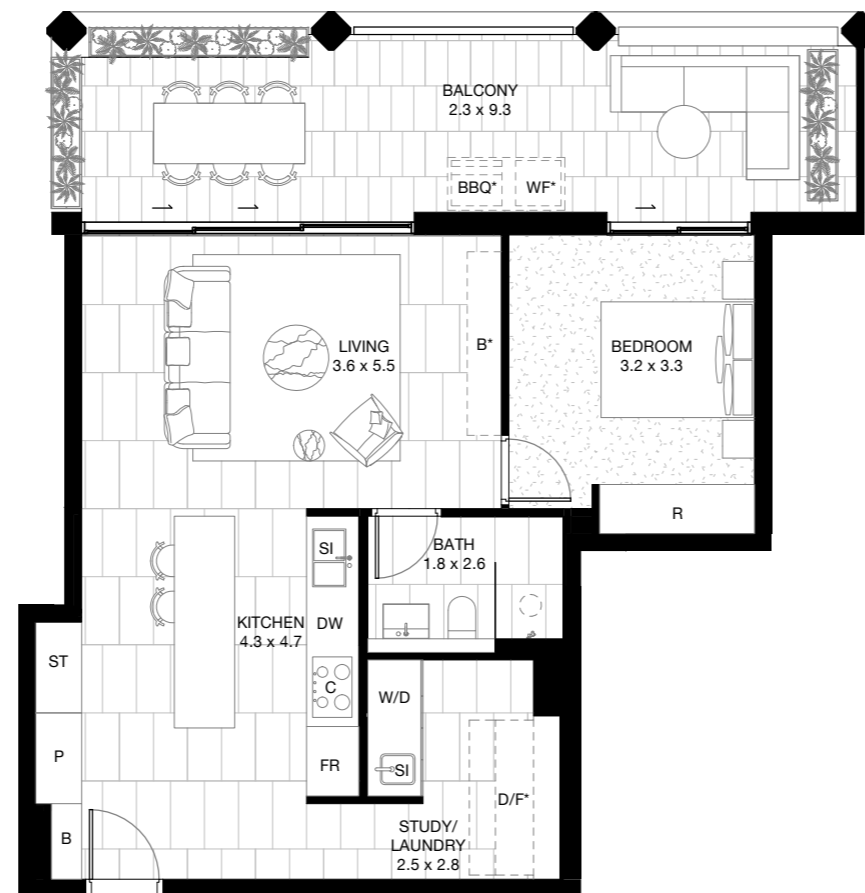 BALCONY
2.3 x 9.3
BBQ*
WF*
LIVING
3.6 x 5.5
B*
BEDROOM
3.2 x 3.3
R
SI
BATH
1.8 x 2.6
KITCHEN
4.3 x 4.7
DW
ST
C
W/D
P
FR
SI
D/F*
B
STUDY/
LAUNDRY
2.5 x 2.8